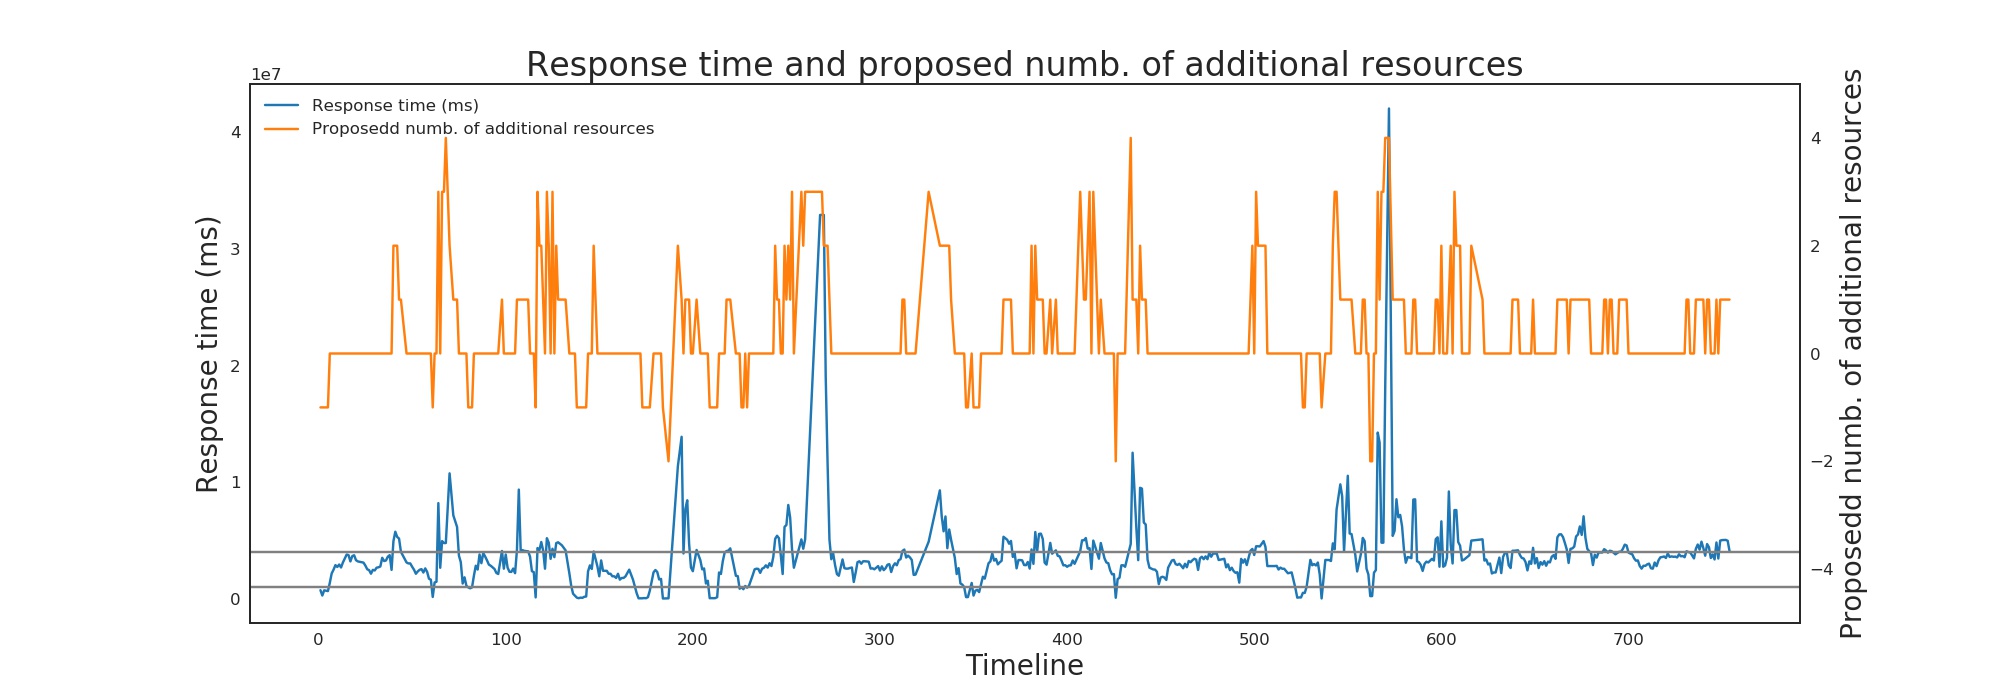 Response time and proposed numb. of additional resources
1e7
Response time (ms)
Proposedd numb. of additional resources
4
3
2
1
0
Response time (ms)
4
2
0
−2
−4
Proposedd numb. of additional resources
0 100 200 300 400 500 600 700
Timeline